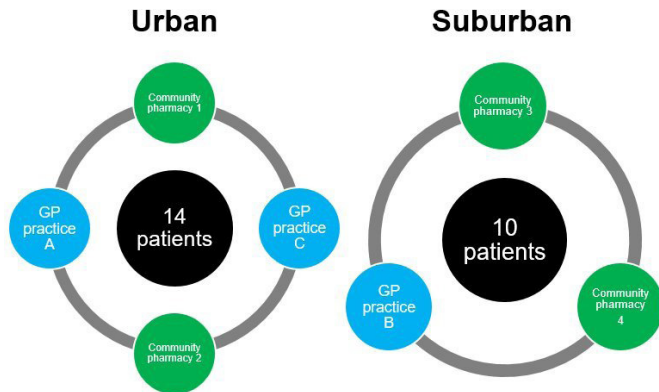 Urban
Community
pharmacy 1
GP
practice
A
14
patients
GP
practice
C
Community
pharmacy 2
Suburban
Community
pharmacy 3
10
patients
GP
practice
B
Community
pharmacy
4